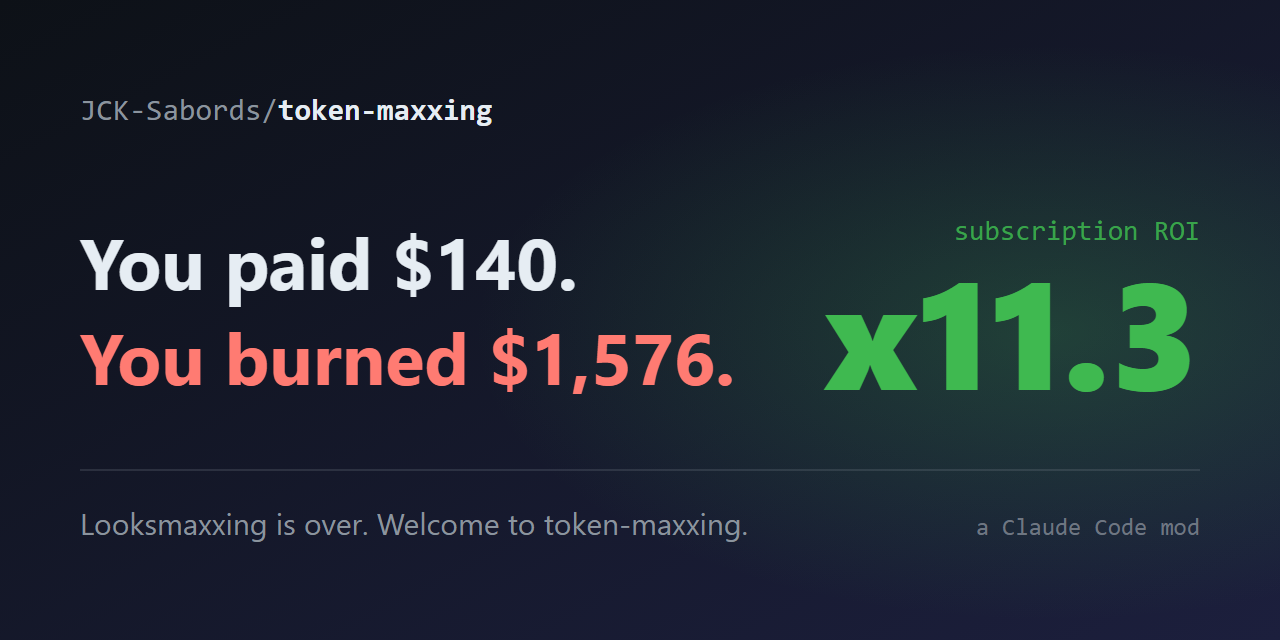 JCK-Sabords/token-maxxing
You paid $140.
You burned $1,576.
subscription ROI
x11.3
Looksmaxxing is over. Welcome to token-maxxing.
a Claude Code mod